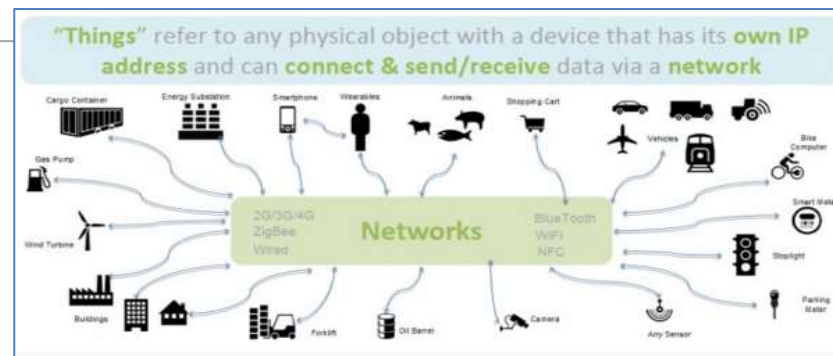 “Things” refer to any physical object with a device that has its own IP
address and can connect & send/receive data via a network
Cargo Container
Energy Substation
Smartphone
Wearables
Animals
Shopping Cart
Vehicles
Bike
Computer
Gas Pump
Smart Meter
2G/3G/4G
ZigBee
Wired
Networks
BlueTooth
WiFi
NFC
Wind Turbine
Stoplight
Buildings
Forklift
Oil Barrel
Camera
Any Sensor
Parking
Meter